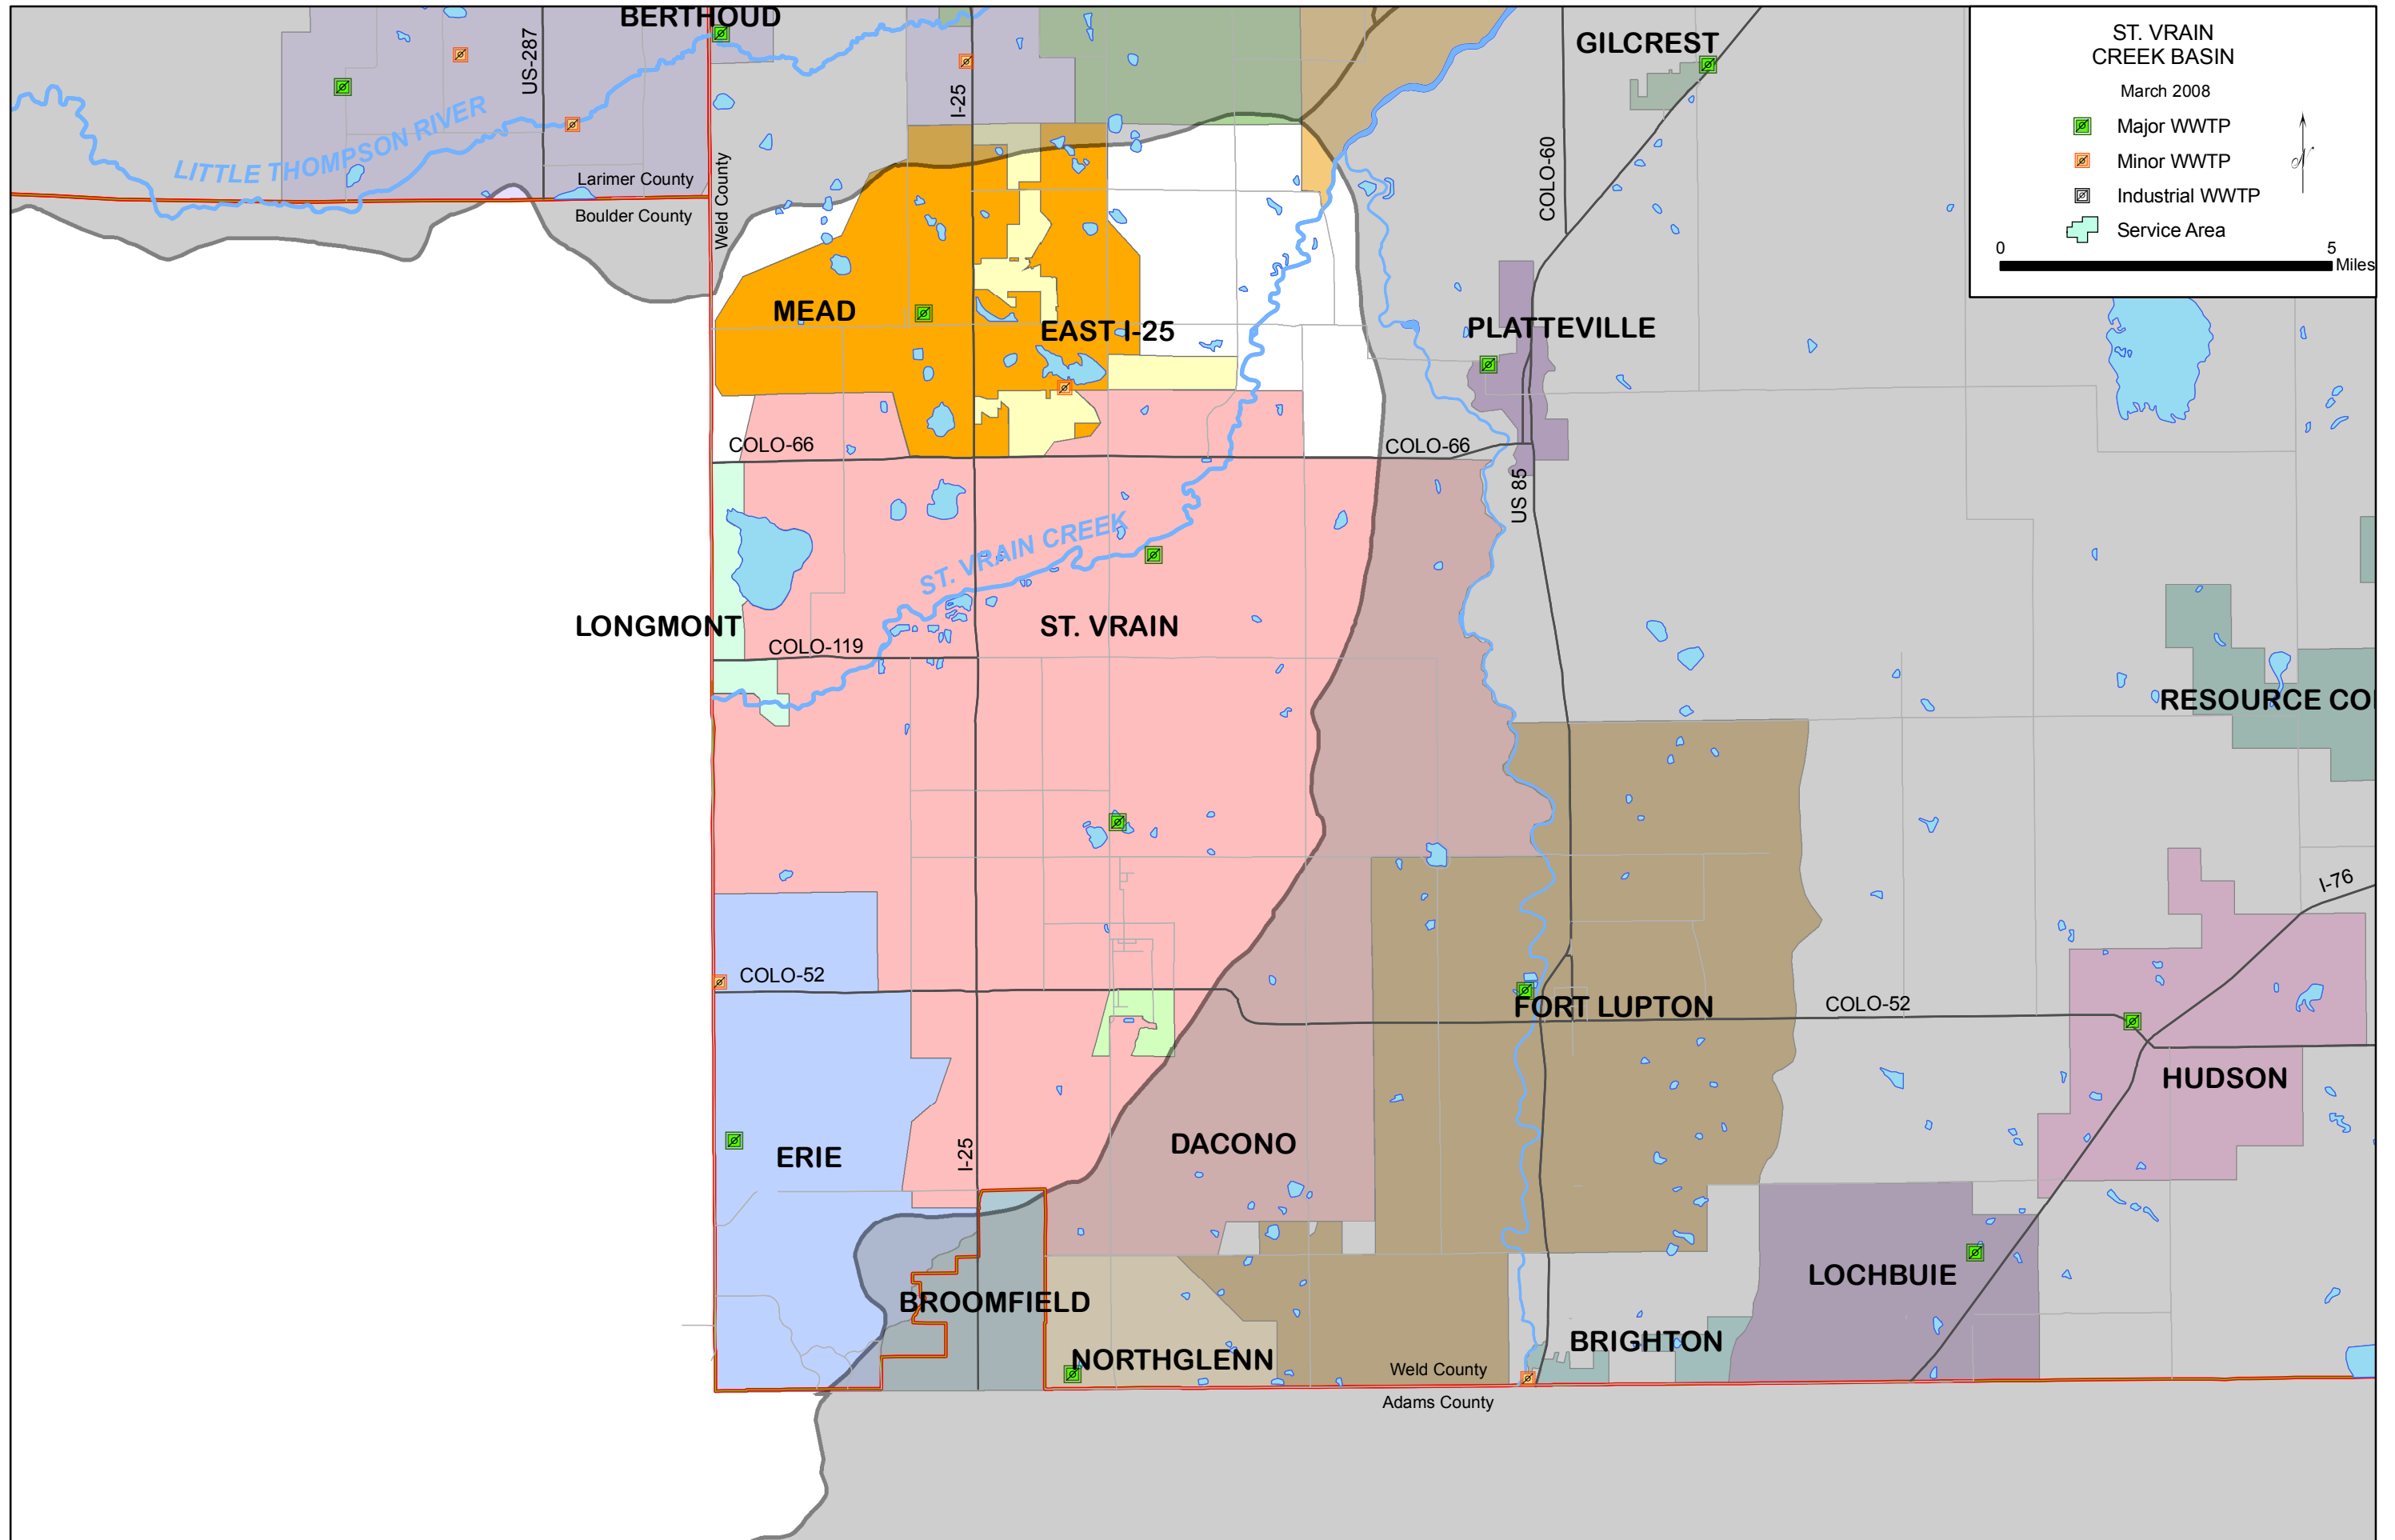 BERTHOUD
US-287
I-25
GILCREST
ST. VRAIN
CREEK BASIN
March 2008
Major WWTP
Minor WWTP
Industrial WWTP
Service Area
N
0 5
Miles
LITTLE THOMPSON RIVER
Larimer County
Boulder County
Weld County
COLO-60
MEAD
EAST I-25
PLATTEVILLE
COLO-66
COLO-66
US 85
ST. VRAIN CREEK
LONGMONT
ST. VRAIN
COLO-119
RESOURCE CO
I-76
COLO-52
FORT LUPTON
COLO-52
HUDSON
ERIE
I-25
DACONO
LOCHBUIE
BROOMFIELD
BRIGHTON
NORTHGLENN
Weld County
Adams County